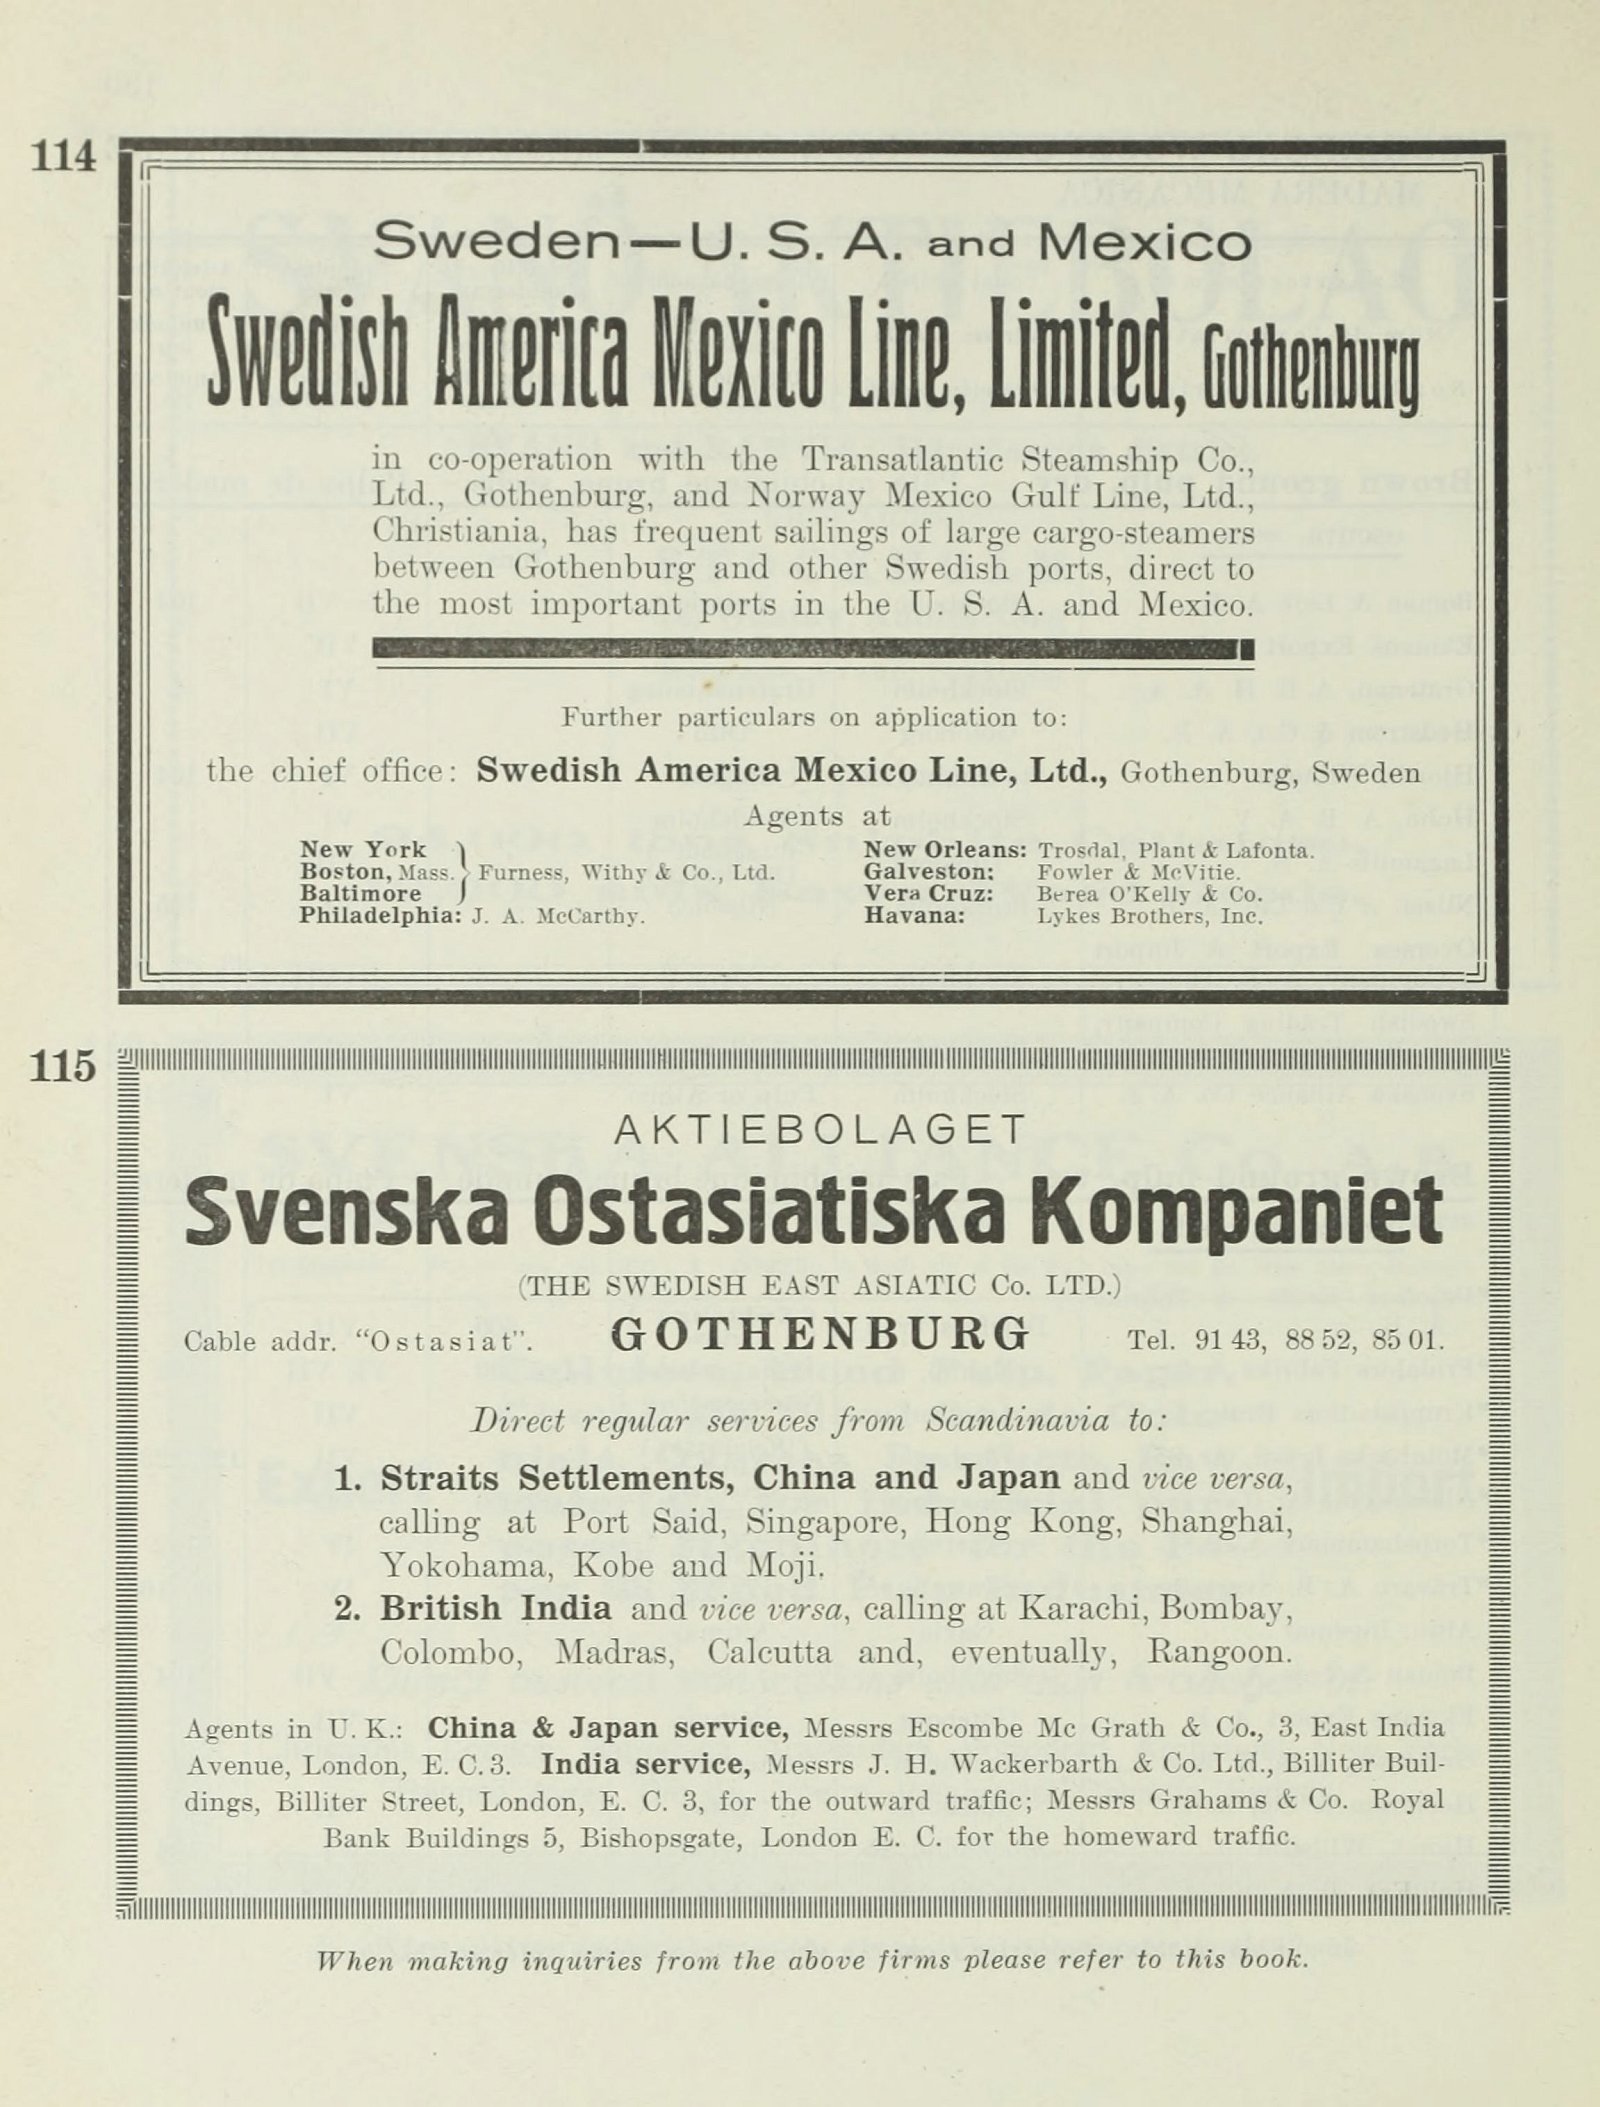 114
Sweden—U. S. A. and Mexico
Swedish America Mexico Line, Limited, Gothenburg
in co-operation with the Transatlantic Steamship Co.,
Ltd., Gothenburg, and Norway Mexico Gulf Line, Ltd.,
Christiania, has frequent sailings of large cargo-steamers
between Gothenburg and other Swedish ports, direct to
the most important ports in the U. S. A. and Mexico.
Further particulars on application to:
the chief office: Swedish America Mexico Line, Ltd., Gothenburg, Sweden
Agents at
New York
Boston, Mass. } Furness, Withy & Co., Ltd.
Baltimore
Philadelphia: J. A. McCarthy.
New Orleans: Trosdal, Plant & Lafonta.
Galveston: Fowler & McVitie.
Vera Cruz: Berea O'Kelly & Co.
Havana: Lykes Brothers, Inc.
115
AKTIEBOLAGET
Svenska Ostasiatiska Kompaniet
(THE SWEDISH EAST ASIATIC Co. LTD.)
Cable addr. "Ostasiat". GOTHENBURG Tel. 91 43, 88 52, 85 01.
Direct regular services from Scandinavia to:
1. Straits Settlements, China and Japan and vice versa,
calling at Port Said, Singapore, Hong Kong, Shanghai,
Yokohama, Kobe and Moji.
2. British India and vice versa, calling at Karachi, Bombay,
Colombo, Madras, Calcutta and, eventually, Rangoon.
Agents in U. K.: China & Japan service, Messrs Escombe Mc Grath & Co., 3, East India
Avenue, London, E. C. 3. India service, Messrs J. H. Wackerbarth & Co. Ltd., Billiter Buil-
dings, Billiter Street, London, E. C. 3, for the outward traffic; Messrs Grahams & Co. Royal
Bank Buildings 5, Bishopsgate, London E. C. for the homeward traffic.
When making inquiries from the above firms please refer to this book.